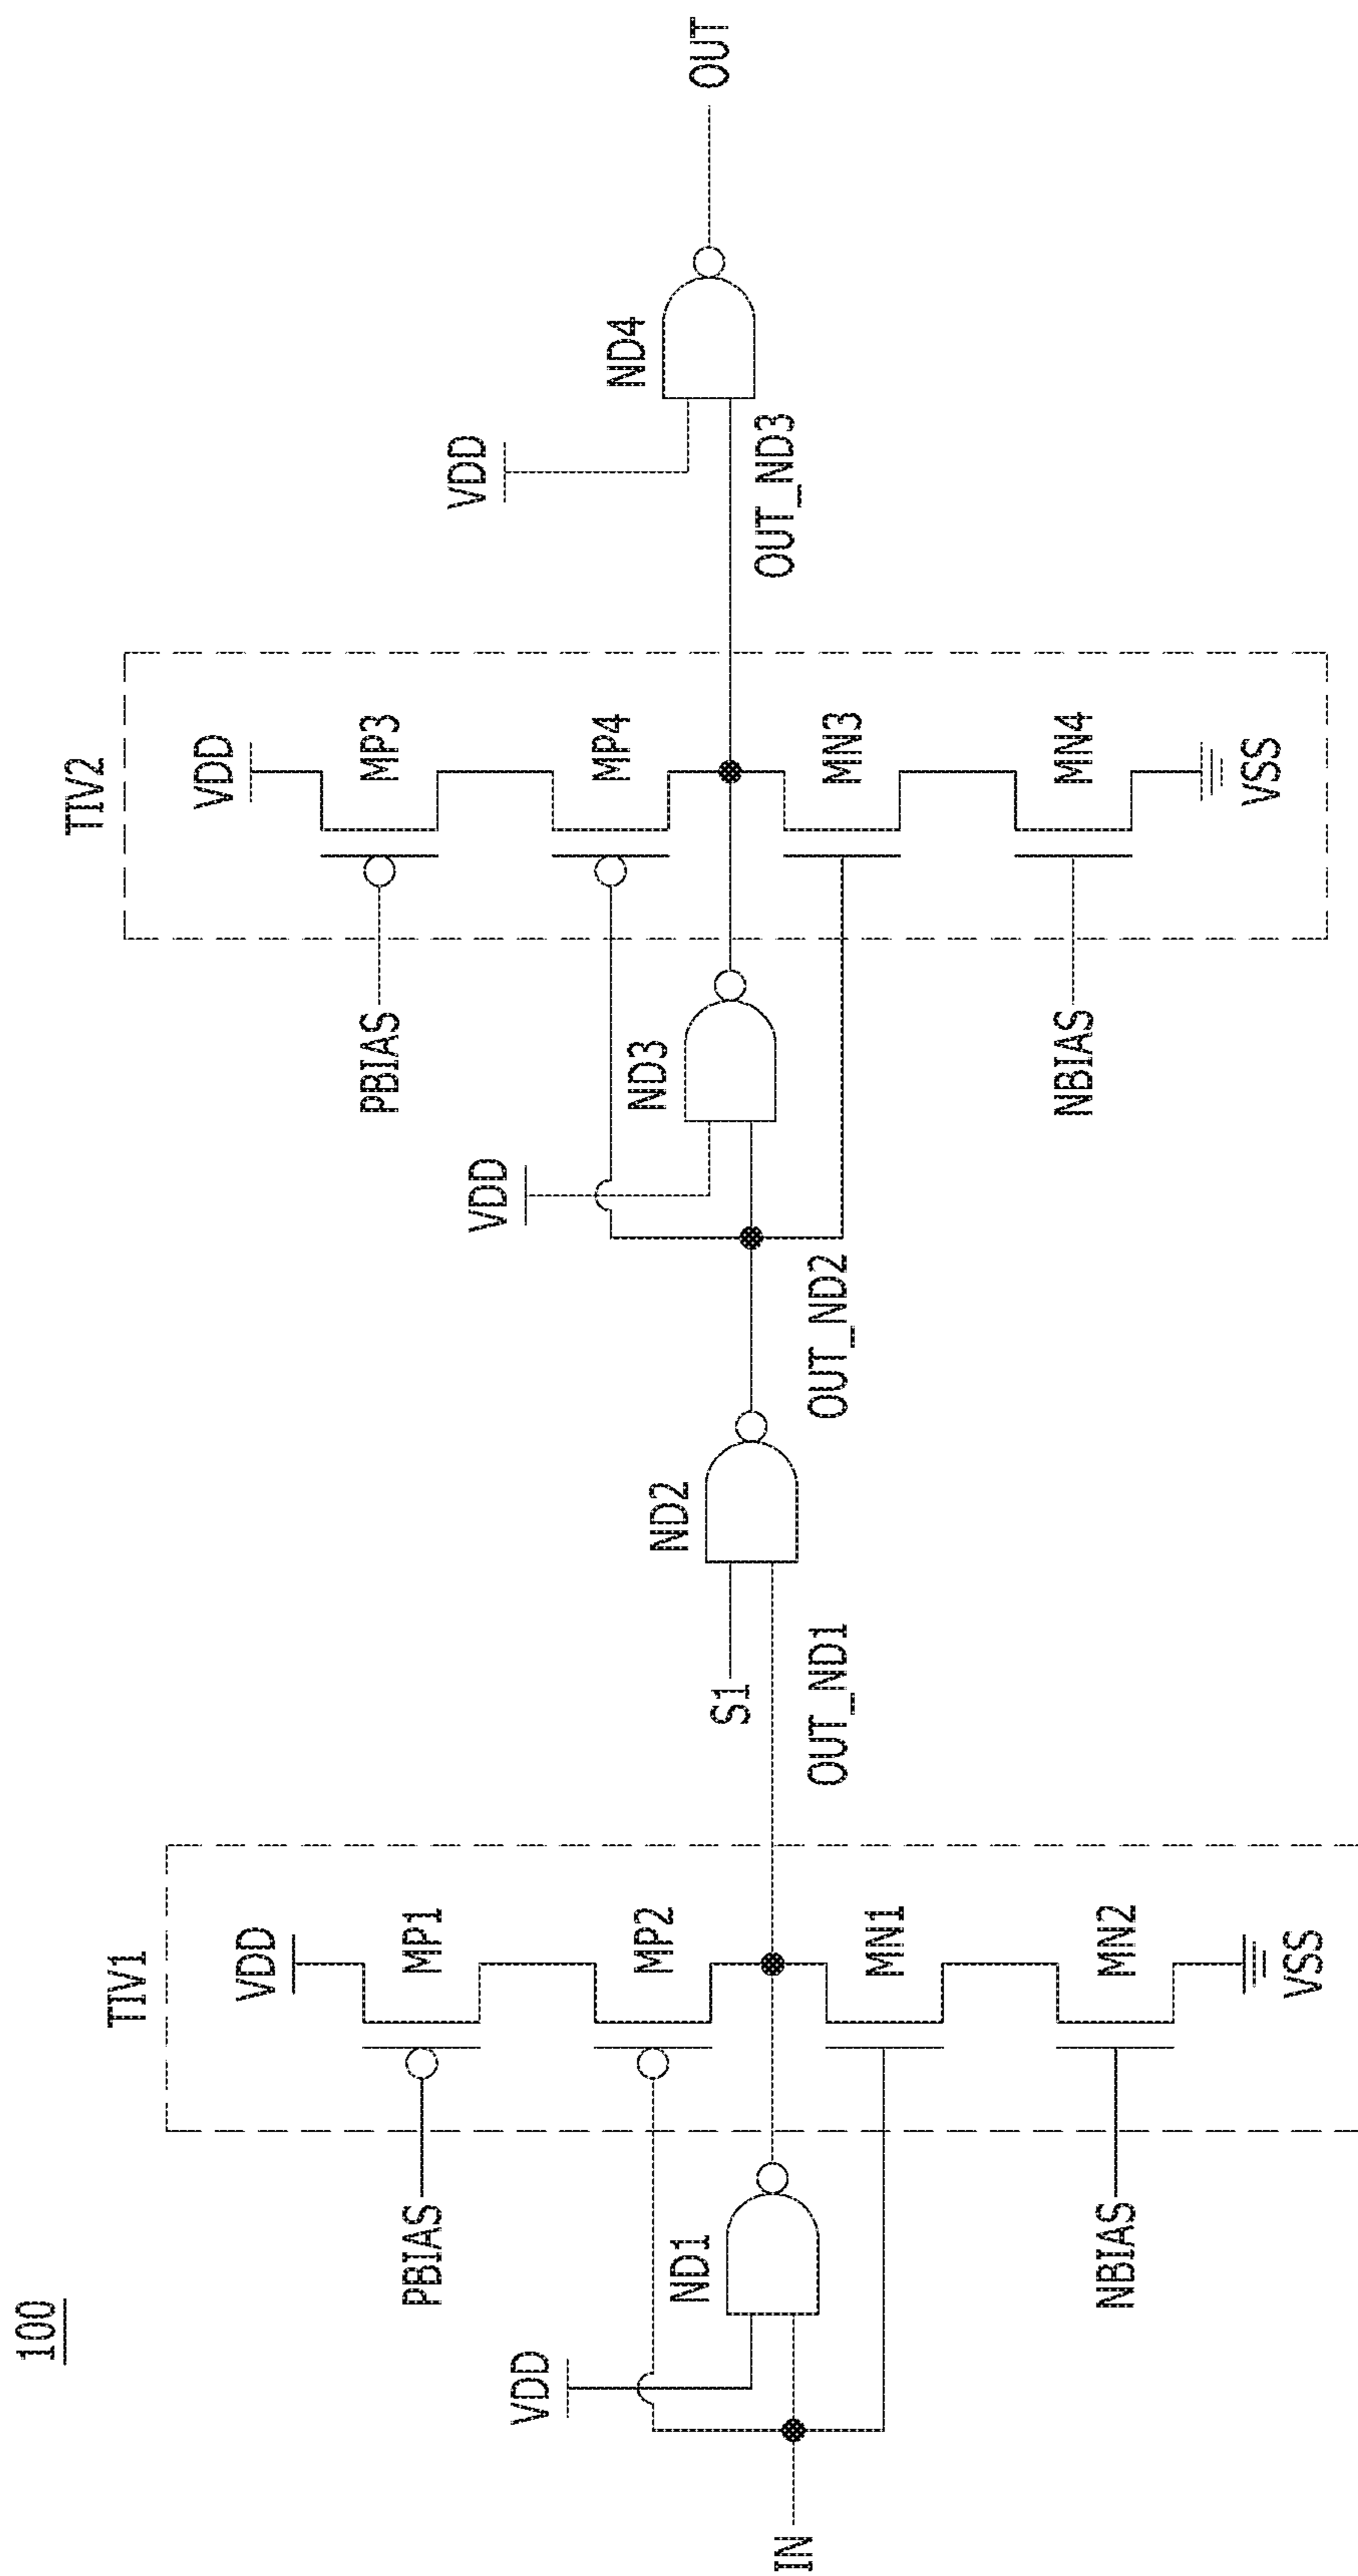 100
TIV1
TIV2
VDD
MP1
PBIAS
MP2
VDD
ND1
IN
MN1
NBIAS
MN2
VSS
OUT_ND1
S1
ND2
OUT_ND2
VDD
MP3
PBIAS
MP4
VDD
ND3
MN3
NBIAS
MN4
VSS
VDD
ND4
OUT_ND3
OUT